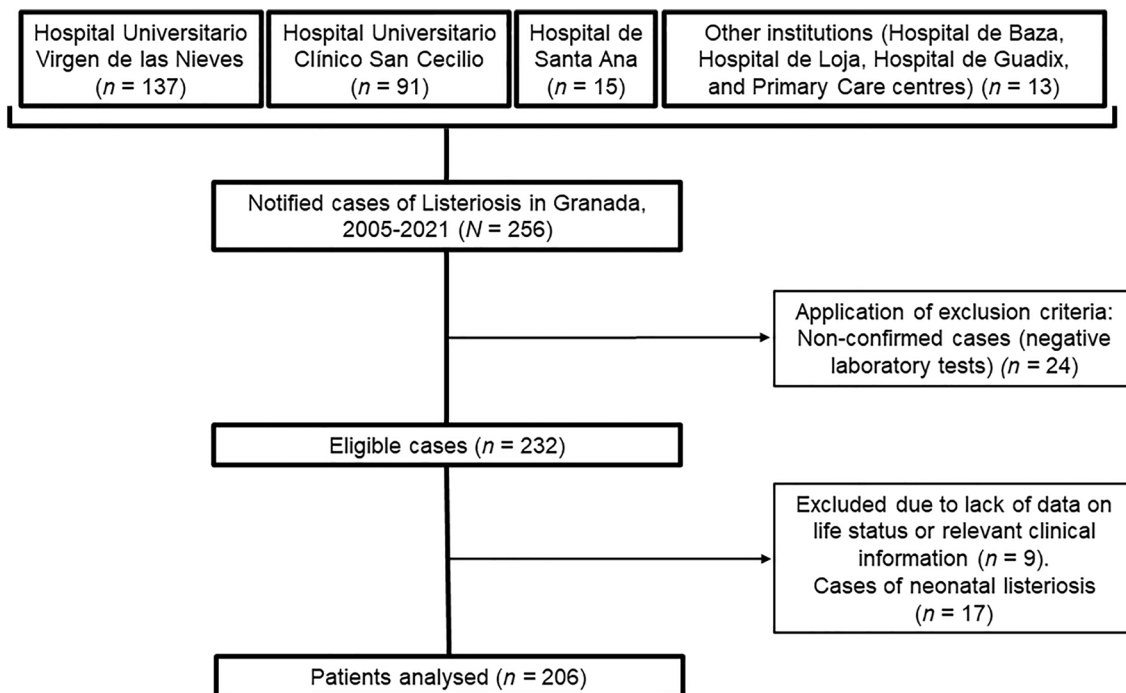 Hospital Universitario
Virgen de las Nieves
(n = 137)
Hospital Universitario
Clínico San Cecilio
(n = 91)
Hospital de
Santa Ana
(n = 15)
Other institutions (Hospital de Baza,
Hospital de Loja, Hospital de Guadix,
and Primary Care centres) (n = 13)
Notified cases of Listeriosis in Granada,
2005-2021 (N = 256)
Application of exclusion criteria:
Non-confirmed cases (negative
laboratory tests) (n = 24)
Eligible cases (n = 232)
Excluded due to lack of data on
life status or relevant clinical
information (n = 9).
Cases of neonatal listeriosis
(n = 17)
Patients analysed (n = 206)